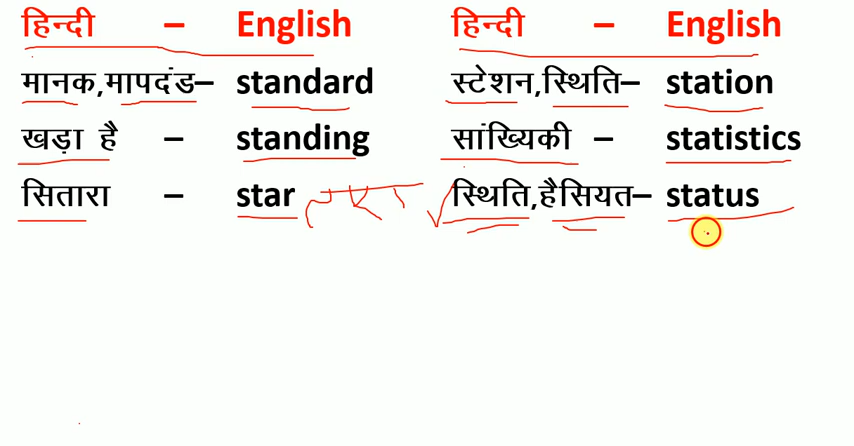 हिन्दी – English हिन्दी – English
मानक,मापदंड– standard स्टेशन,स्थिति– station
खड़ा है – standing सांख्यिकी – statistics
सितारा – star स्थिति,हैसियत– status